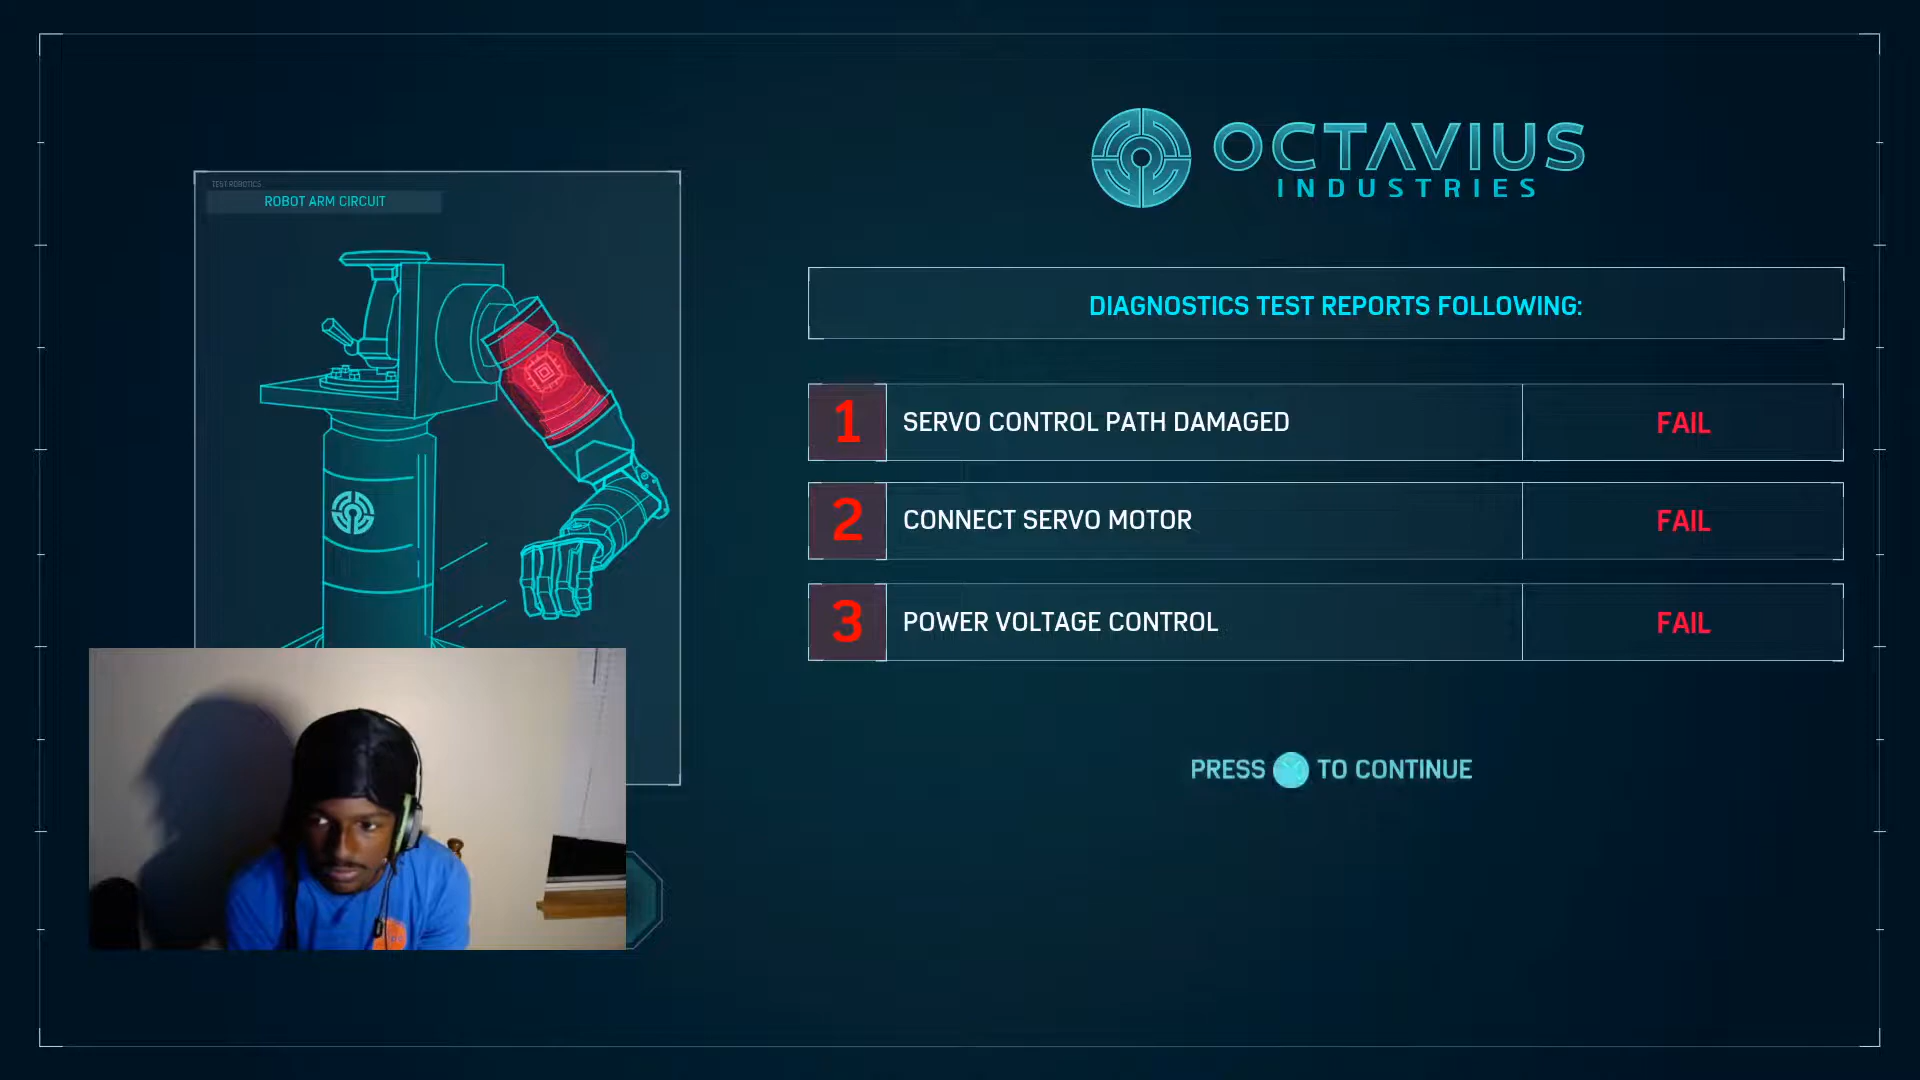 TEST ROBOTICS
ROBOT ARM CIRCUIT
OCTAVIUS
INDUSTRIES
DIAGNOSTICS TEST REPORTS FOLLOWING:
1 SERVO CONTROL PATH DAMAGED FAIL
2 CONNECT SERVO MOTOR FAIL
3 POWER VOLTAGE CONTROL FAIL
PRESS X TO CONTINUE